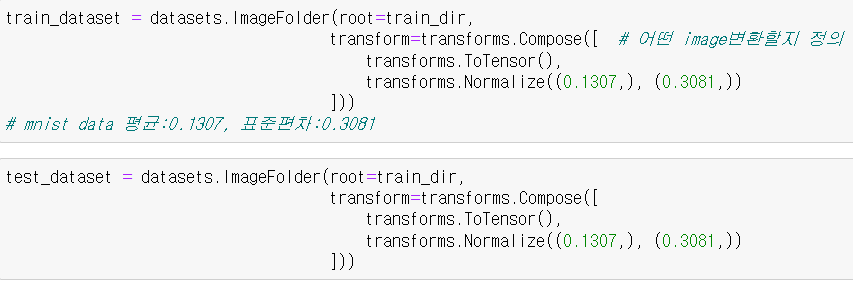 train_dataset = datasets.ImageFolder(root=train_dir,
transform=transforms.Compose([  # 어떤 image변환할지 정의
transforms.ToTensor(),
transforms.Normalize((0.1307,), (0.3081,))
]))
# mnist data 평균:0.1307, 표준편차:0.3081
test_dataset = datasets.ImageFolder(root=train_dir,
transform=transforms.Compose([
transforms.ToTensor(),
transforms.Normalize((0.1307,), (0.3081,))
]))